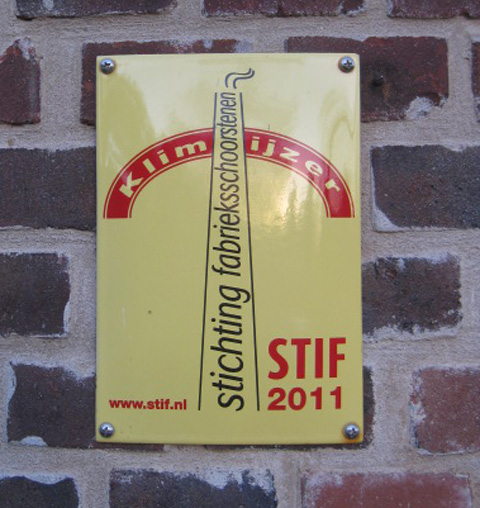 Klimijzer
stichting fabrieksschoorstenen
STIF
2011
www.stif.nl